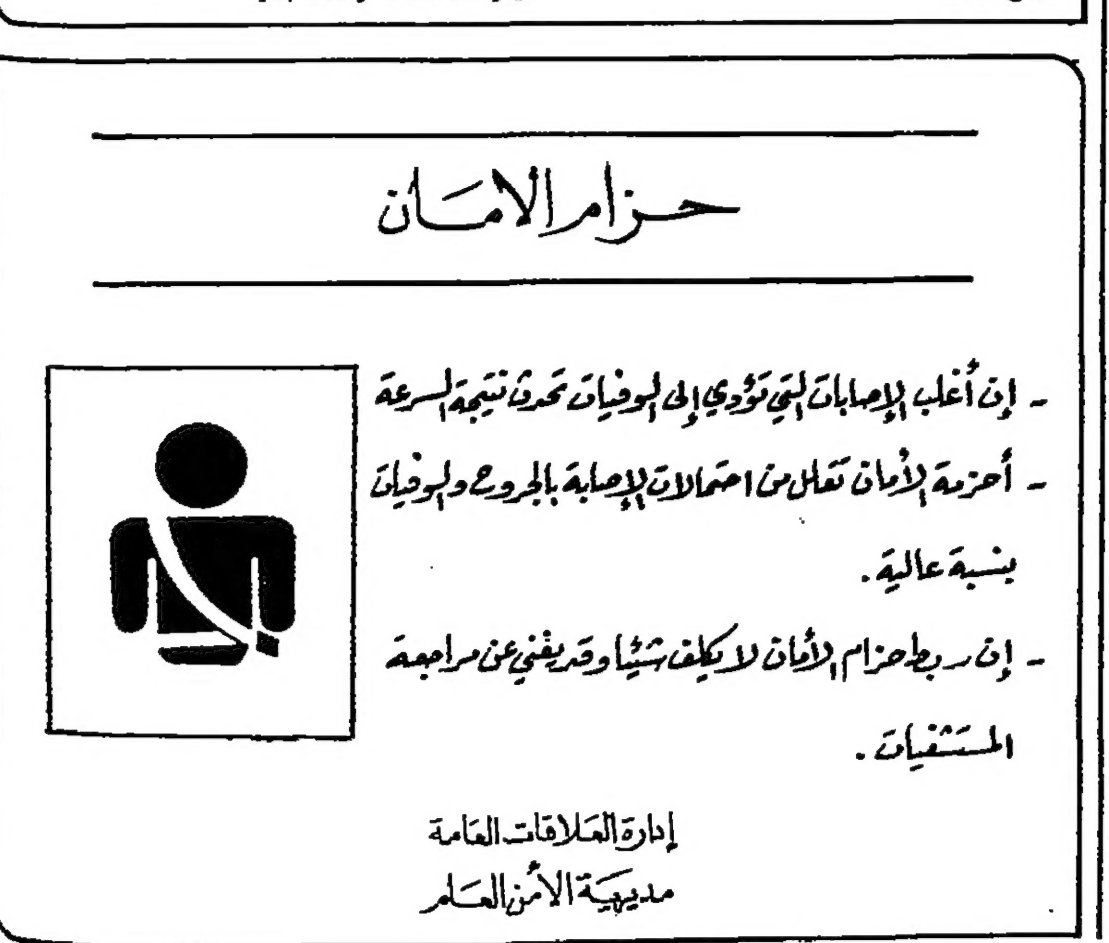 حزام الامان
- إن أغلب الإصابات التي تؤدي إلى الوفيات تحدث نتيجة السرعة
- أحزمة الأمان تقلل من احتمالات الإصابة بالجروح والوفيات
بنسبة عالية .
- إن ربط حزام الأمان لا يكلف شيئا وقد يغني عن مراجعة
المستشفيات .
إدارة العلاقات العامة
مديرية الأمن العام